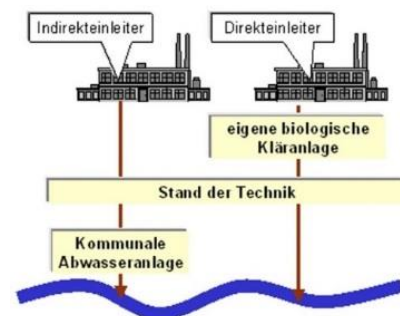 Indirekteinleiter
Direkteinleiter
eigene biologische
Kläranlage
Stand der Technik
Kommunale
Abwasseranlage